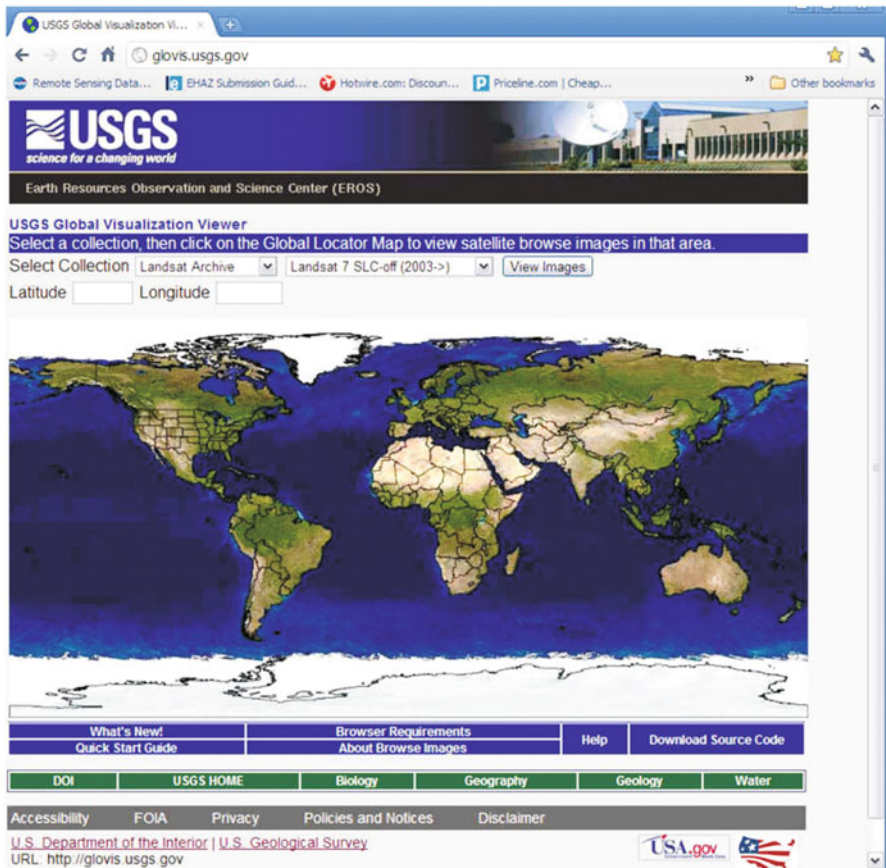 USGS Global Visualization Vi...
glovis.usgs.gov
Remote Sensing Data... EHAZ Submission Guid... Hotwire.com: Discoun... Priceline.com | Cheap... » Other bookmarks
USGS
science for a changing world
Earth Resources Observation and Science Center (EROS)
USGS Global Visualization Viewer
Select a collection, then click on the Global Locator Map to view satellite browse images in that area.
Select Collection Landsat Archive Landsat 7 SLC-off (2003->) View Images
Latitude Longitude
What's New! Browser Requirements Help Download Source Code
Quick Start Guide About Browse Images
DOI USGS HOME Biology Geography Geology Water
Accessibility FOIA Privacy Policies and Notices Disclaimer
U.S. Department of the Interior | U.S. Geological Survey
URL: http://glovis.usgs.gov
USA.gov